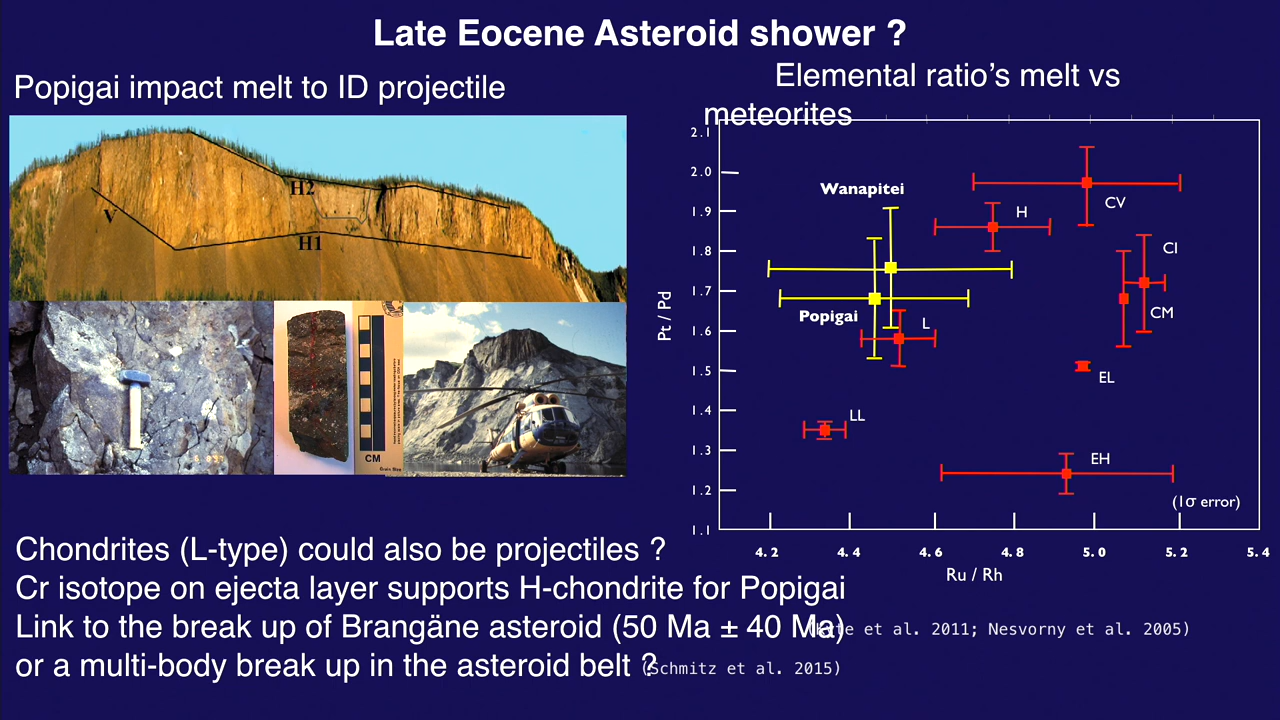 Late Eocene Asteroid shower ?
Popigai impact melt to ID projectile
Elemental ratio's melt vs
meteorites
H2
V
H1
CM
2.1
2.0
1.9
1.8
1.7
1.6
1.5
1.4
1.3
1.2
1.1
Pt / Pd
Wanapitei
Popigai
H
CV
CI
CM
L
EL
LL
EH
(1σ error)
4.2 4.4 4.6 4.8 5.0 5.2 5.4
Ru / Rh
Chondrites (L-type) could also be projectiles ?
Cr isotope on ejecta layer supports H-chondrite for Popigai
Link to the break up of Brangäne asteroid (50 Ma ± 40 Ma)
et al. 2011; Nesvorny et al. 2005)
or a multi-body break up in the asteroid belt ?
(Schmitz et al. 2015)